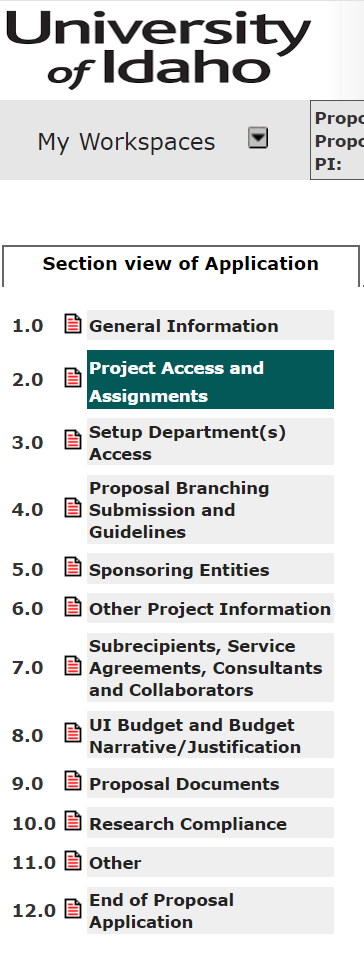 University
of Idaho
My Workspaces
PI:
Section view of Application
1.0 General Information
2.0 Project Access and
Assignments
3.0 Setup Department(s)
Access
4.0 Proposal Branching
Submission and
Guidelines
5.0 Sponsoring Entities
6.0 Other Project Information
7.0 Subrecipients, Service
Agreements, Consultants
and Collaborators
8.0 UI Budget and Budget
Narrative/Justification
9.0 Proposal Documents
10.0 Research Compliance
11.0 Other
12.0 End of Proposal
Application